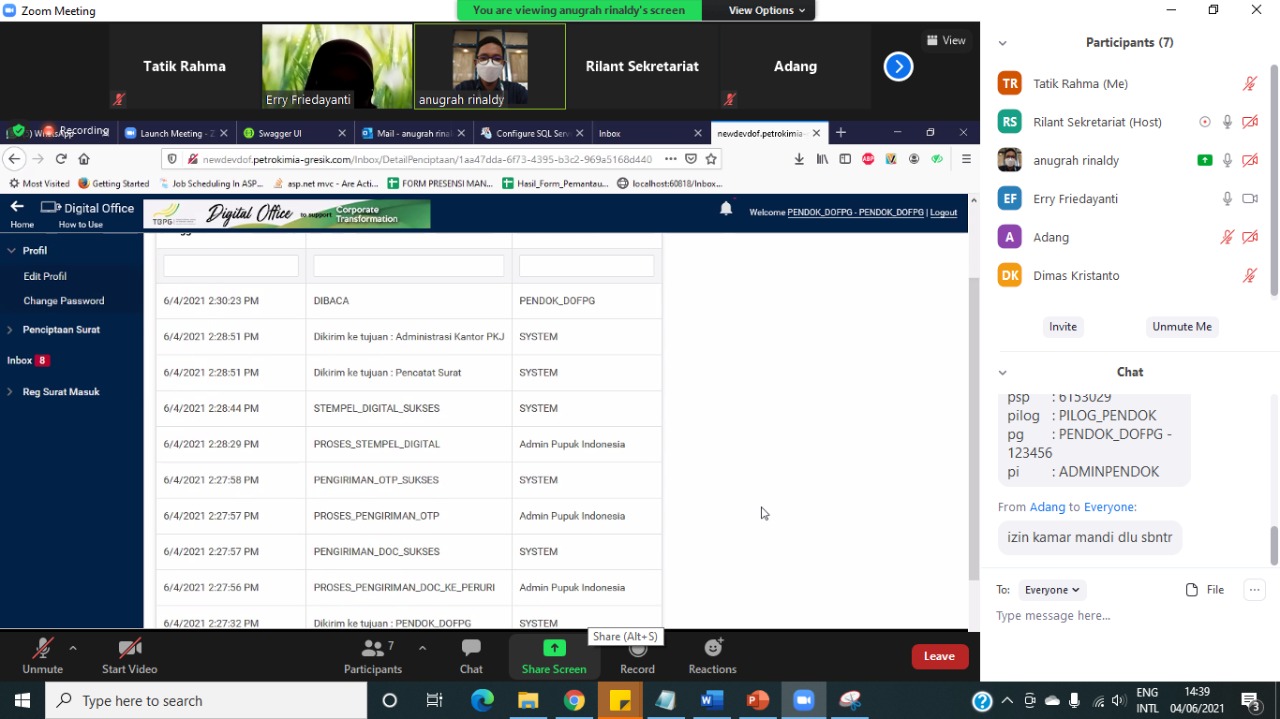 Zoom Meeting
You are viewing anugrah rinaldy's screen
View Options
Tatik Rahma
Erry Friedayanti
anugrah rinaldy
Rilant Sekretariat
Adang
View
Recording
Launch Meeting - Z
Swagger UI
Mail - anugrah rinal
Configure SQL Serv
Inbox
newdevdof.petrokimia-
newdevdof.petrokimia-gresik.com/Inbox/DetailPenciptaan/1aa47dda-6f73-4395-b3c2-969a5168d440
Most Visited
Getting Started
Job Scheduling In ASP...
asp.net mvc - Are Acti...
FORM PRESENSI MAN...
Hasil_Form_Pemantau...
localhost:60818/Inbox...
Home
Digital Office
How to Use
Digital Office to support Corporate Transformation
Welcome PENDOK_DOFPG - PENDOK_DOFPG | Logout
Profil
Edit Profil
Change Password
Penciptaan Surat
Inbox 8
Reg Surat Masuk
6/4/2021 2:30:23 PM DIBACA PENDOK_DOFPG
6/4/2021 2:28:51 PM Dikirim ke tujuan : Administrasi Kantor PKJ SYSTEM
6/4/2021 2:28:51 PM Dikirim ke tujuan : Pencatat Surat SYSTEM
6/4/2021 2:28:44 PM STEMPEL_DIGITAL_SUKSES SYSTEM
6/4/2021 2:28:29 PM PROSES_STEMPEL_DIGITAL Admin Pupuk Indonesia
6/4/2021 2:27:58 PM PENGIRIMAN_OTP_SUKSES SYSTEM
6/4/2021 2:27:57 PM PROSES_PENGIRIMAN_OTP Admin Pupuk Indonesia
6/4/2021 2:27:57 PM PENGIRIMAN_DOC_SUKSES SYSTEM
6/4/2021 2:27:56 PM PROSES_PENGIRIMAN_DOC_KE_PERURI Admin Pupuk Indonesia
6/4/2021 2:27:32 PM Dikirim ke tujuan : PENDOK_DOFPG SYSTEM
Share (Alt+S)
Unmute
Start Video
Participants 7
Chat
Share Screen
Record
Reactions
Leave
Participants (7)
TR Tatik Rahma (Me)
RS Rilant Sekretariat (Host)
anugrah rinaldy
EF Erry Friedayanti
A Adang
DK Dimas Kristanto
Invite
Unmute Me
Chat
psp : 6153029
pilog : PILOG_PENDOK
pg : PENDOK_DOFPG -
123456
pi : ADMINPENDOK
From Adang to Everyone:
izin kamar mandi dlu sbntr
To: Everyone
File
Type message here...
Type here to search
ENG
INTL
14:39
04/06/2021
3